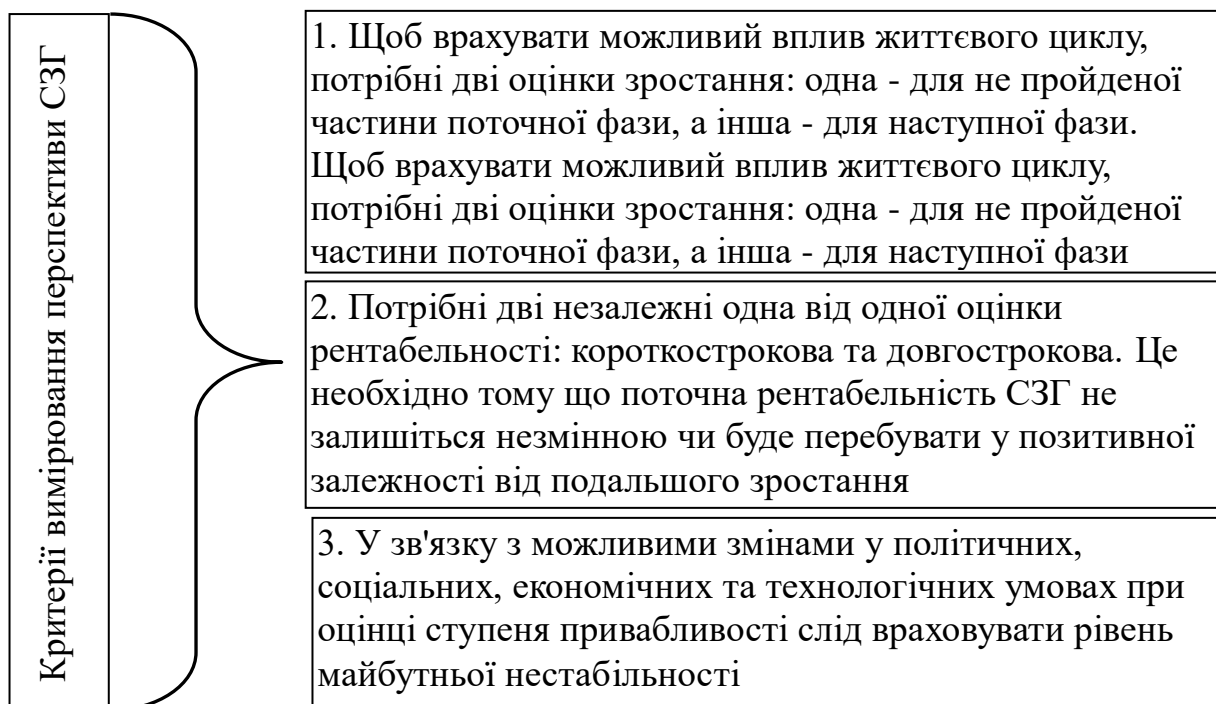 Критерії вимірювання перспективи СЗГ
1. Щоб врахувати можливий вплив життєвого циклу,
потрібні дві оцінки зростання: одна - для не пройденої
частини поточної фази, а інша - для наступної фази.
Щоб врахувати можливий вплив життєвого циклу,
потрібні дві оцінки зростання: одна - для не пройденої
частини поточної фази, а інша - для наступної фази
2. Потрібні дві незалежні одна від одної оцінки
рентабельності: короткострокова та довгострокова. Це
необхідно тому що поточна рентабельність СЗГ не
залишіться незмінною чи буде перебувати у позитивної
залежності від подальшого зростання
3. У зв'язку з можливими змінами у політичних,
соціальних, економічних та технологічних умовах при
оцінці ступеня привабливості слід враховувати рівень
майбутньої нестабільності